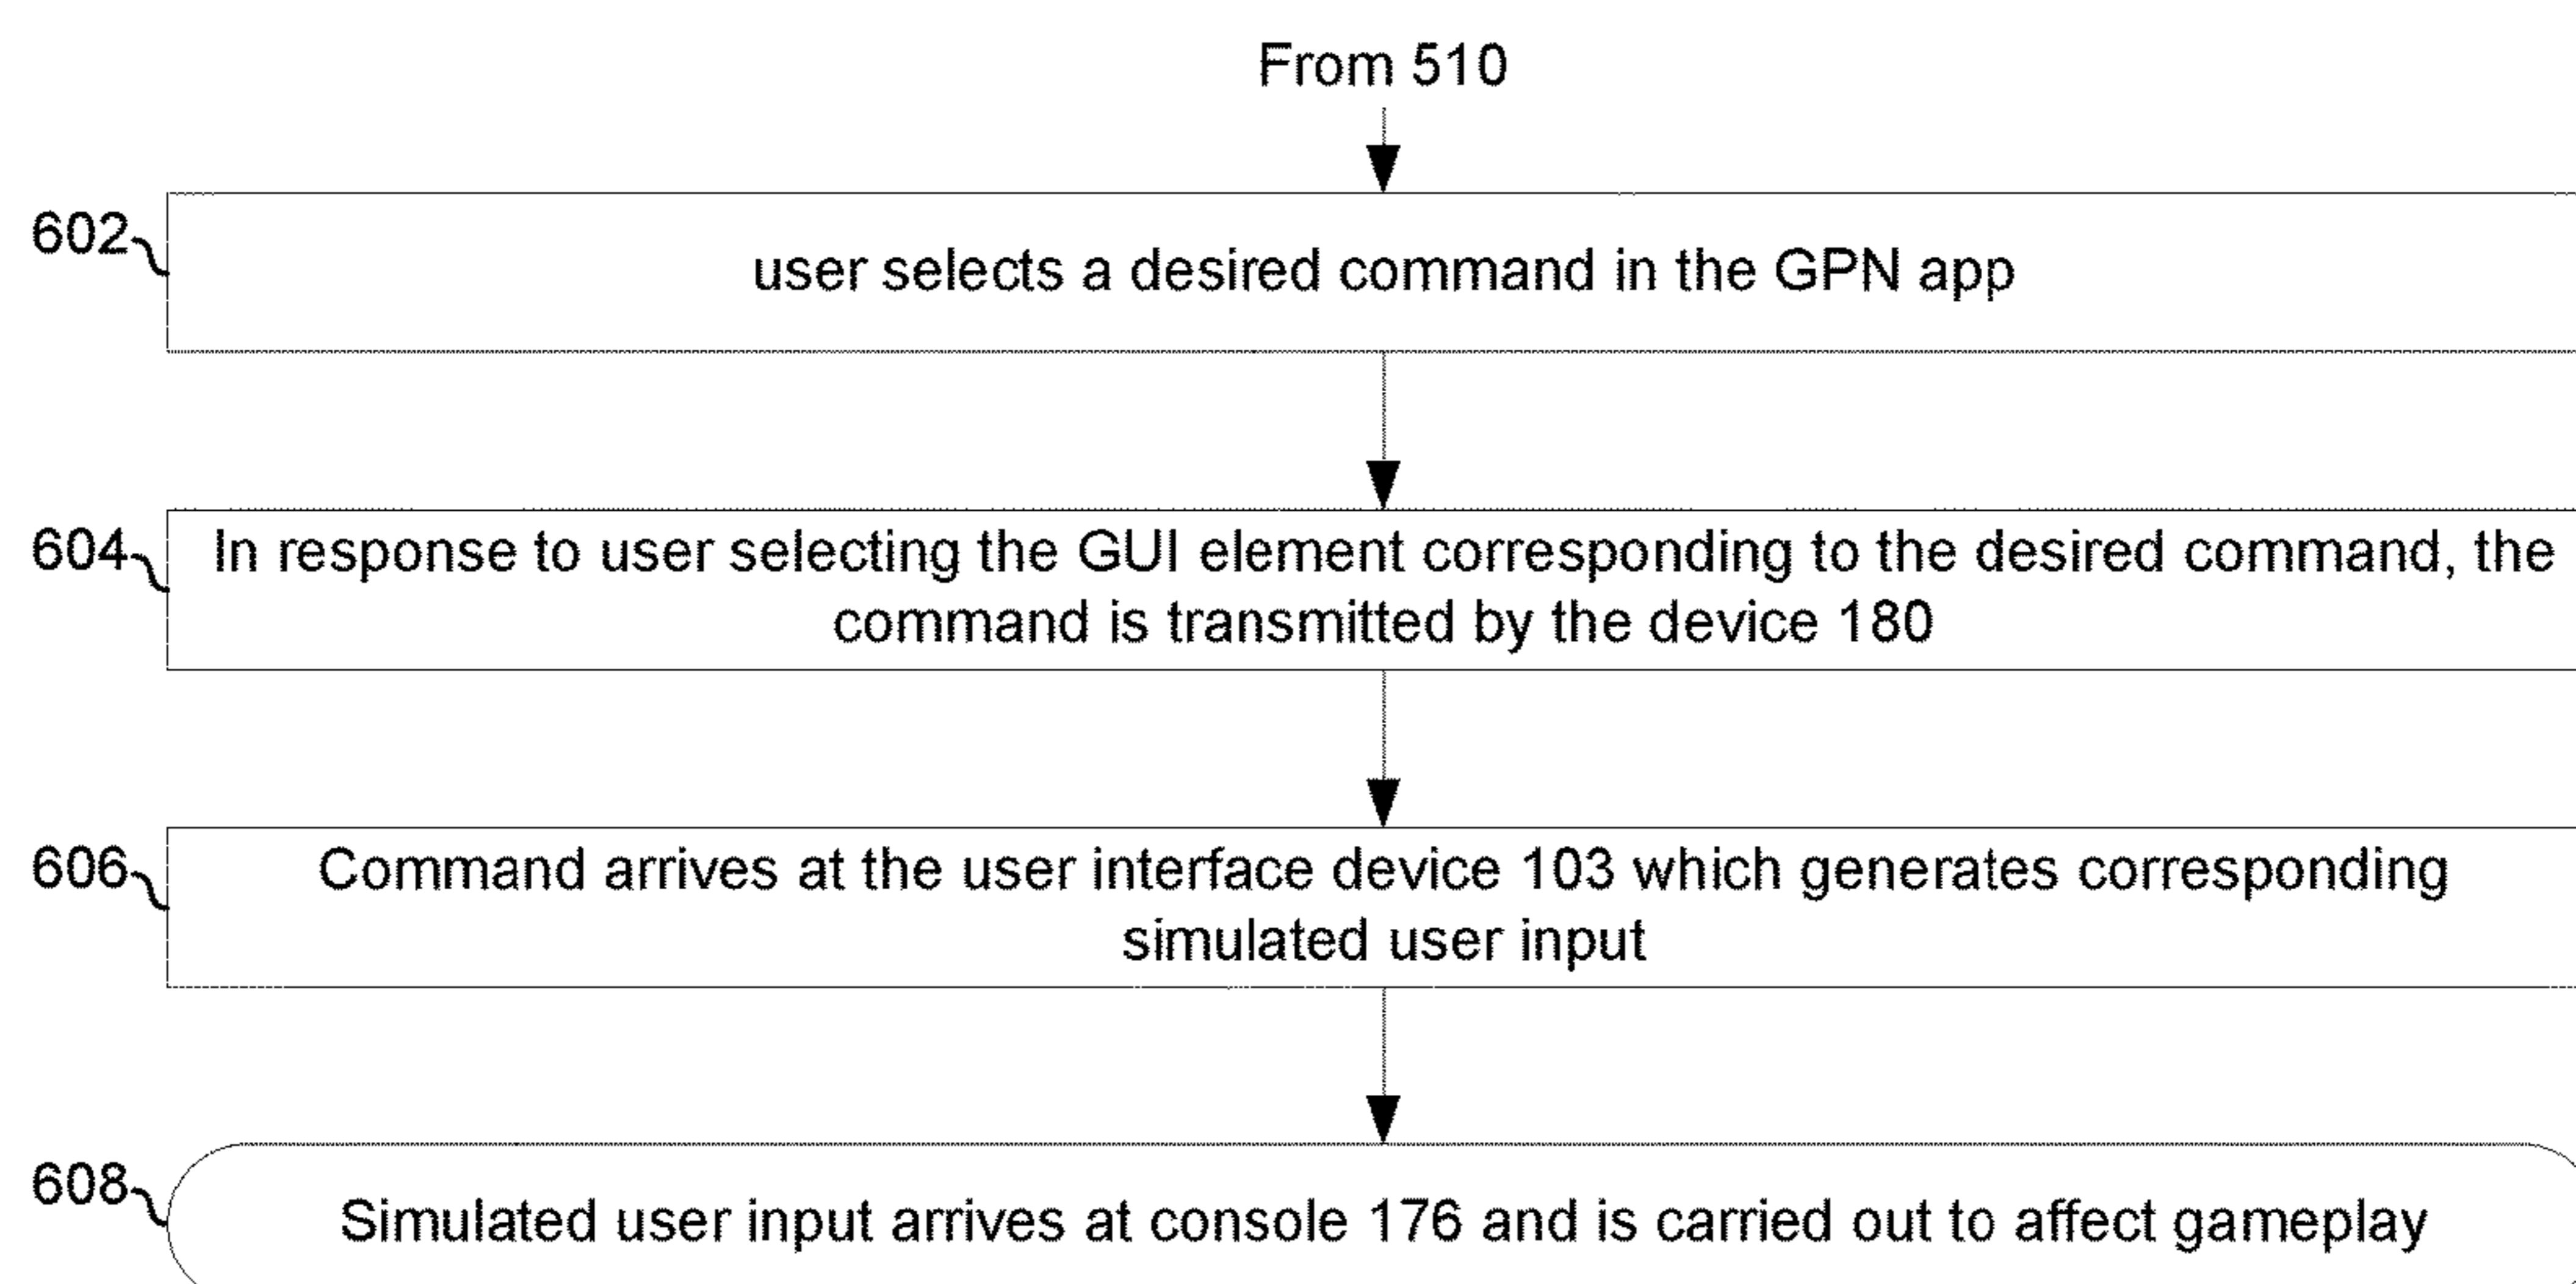 From 510
602
user selects a desired command in the GPN app
604
In response to user selecting the GUI element corresponding to the desired command, the
command is transmitted by the device 180
606
Command arrives at the user interface device 103 which generates corresponding
simulated user input
608
Simulated user input arrives at console 176 and is carried out to affect gameplay